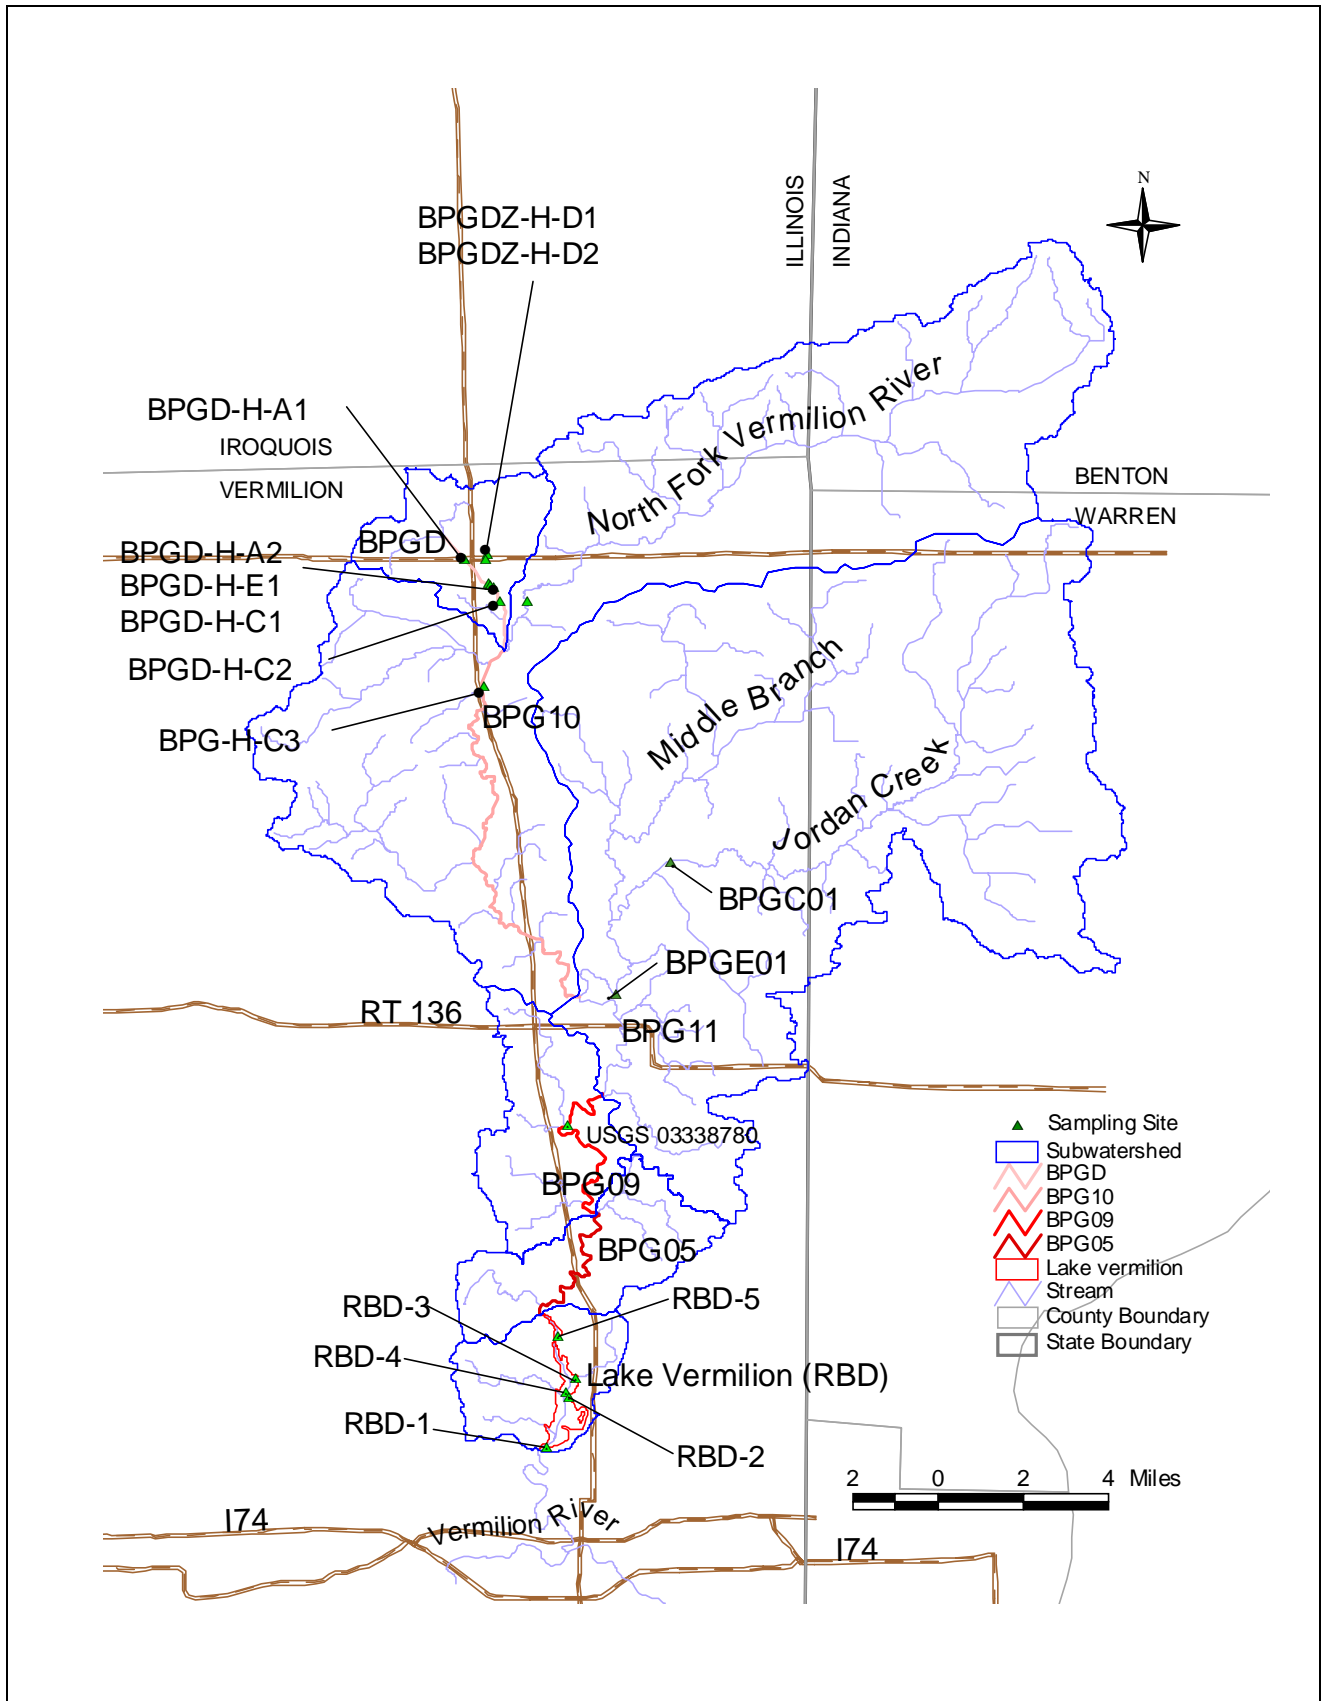 N
ILLINOIS
INDIANA
BPGDZ-H-D1
BPGDZ-H-D2
North Fork Vermilion River
BPGD-H-A1
IROQUOIS
VERMILION
BENTON
WARREN
BPGD
BPGD-H-A2
BPGD-H-E1
BPGD-H-C1
BPGD-H-C2
BPG-H-C3
BPG10
Middle Branch
Jordan Creek
BPGC01
BPGE01
RT 136
BPG11
USGS 03338780
BPG09
BPG05
Sampling Site
Subwatershed
BPGD
BPG10
BPG09
BPG05
Lake vermilion
Stream
County Boundary
State Boundary
RBD-3
RBD-5
RBD-4
Lake Vermilion (RBD)
RBD-1
RBD-2
2 0 2 4 Miles
I74
Vermilion River
I74